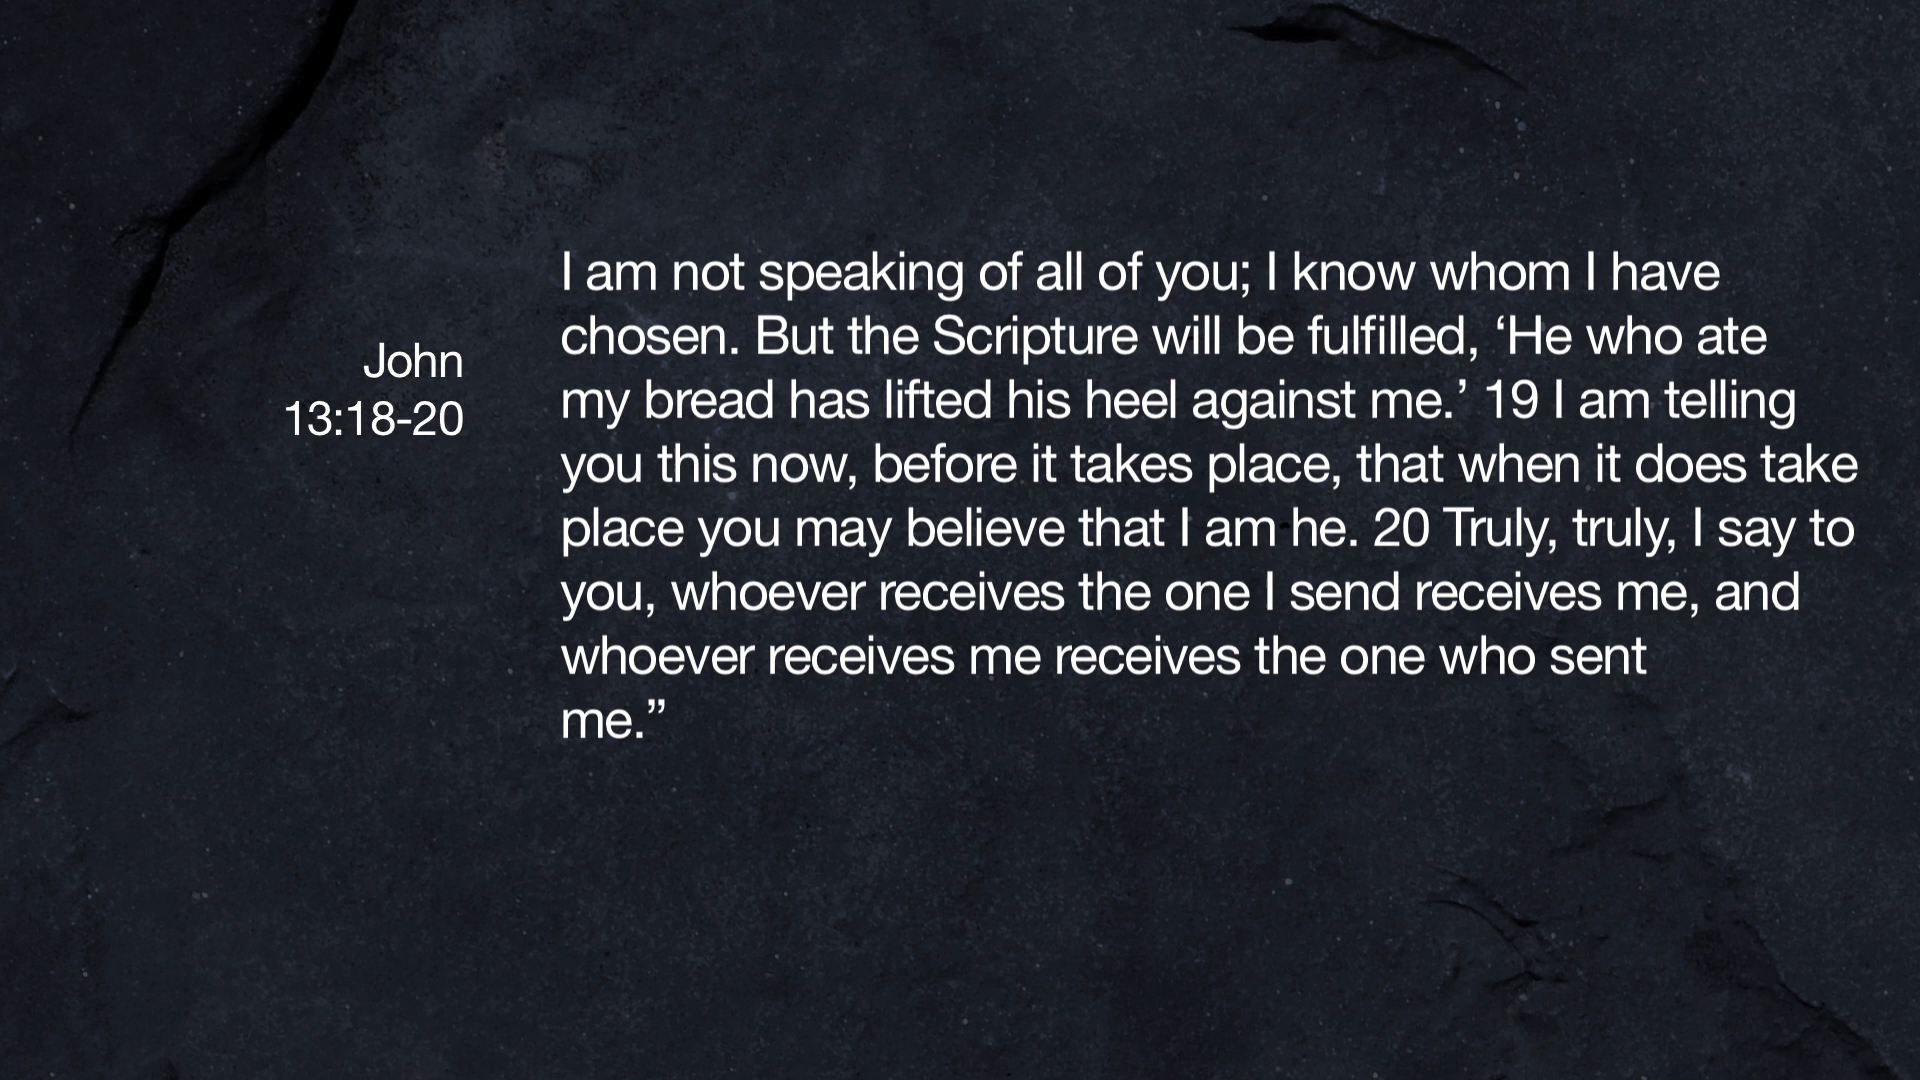 John
13:18-20
I am not speaking of all of you; I know whom I have
chosen. But the Scripture will be fulfilled, ‘He who ate
my bread has lifted his heel against me.’ 19 I am telling
you this now, before it takes place, that when it does take
place you may believe that I am he. 20 Truly, truly, I say to
you, whoever receives the one I send receives me, and
whoever receives me receives the one who sent
me.”